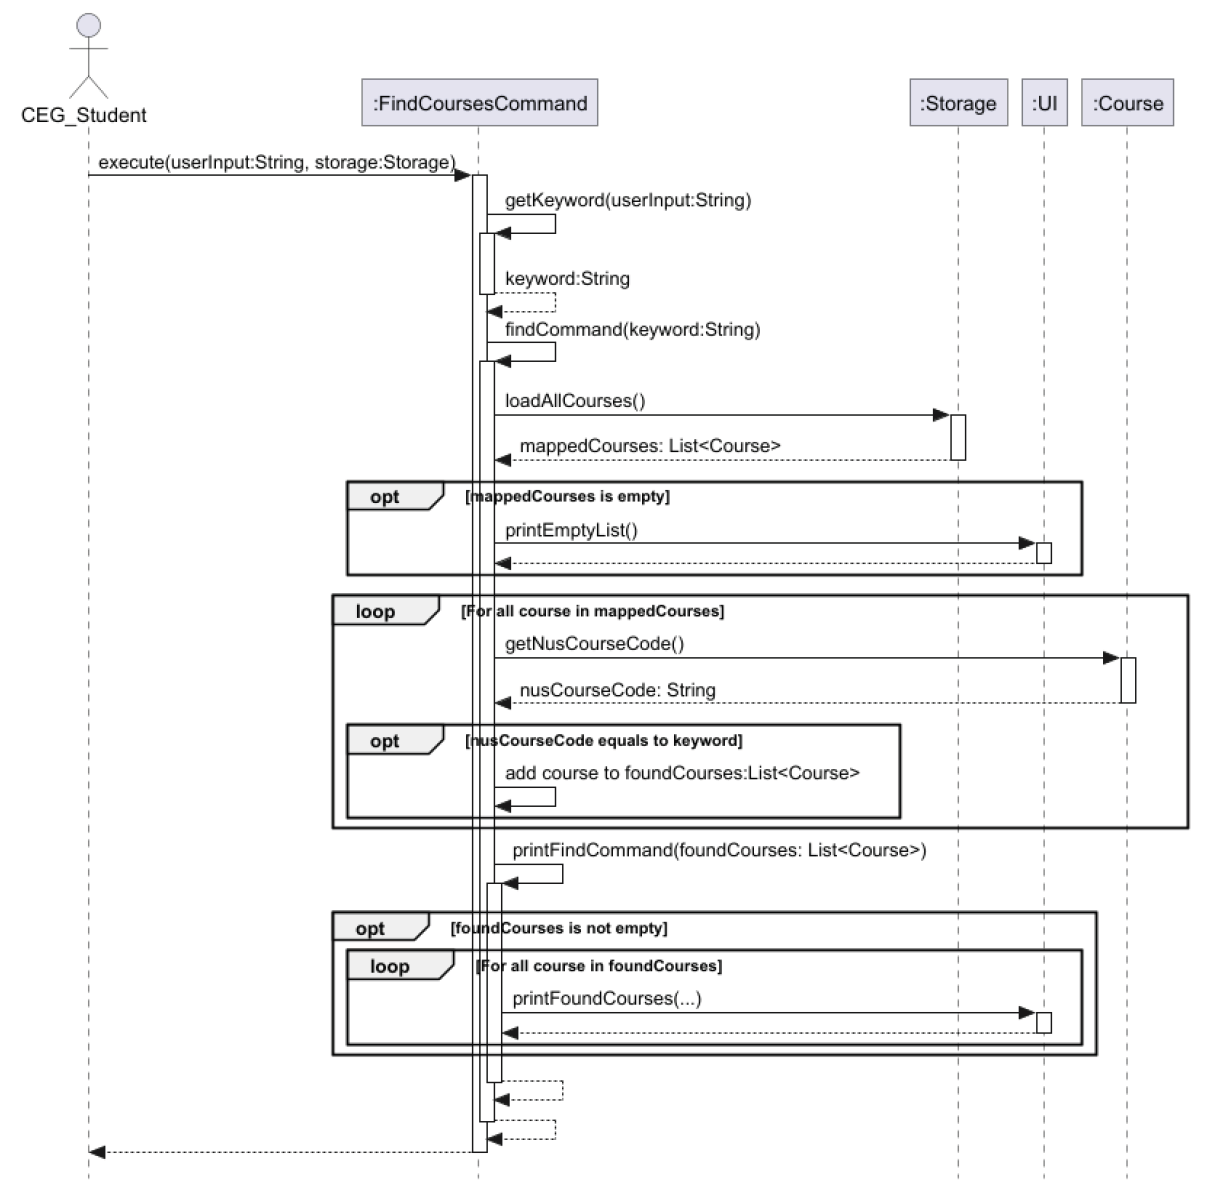 CEG_Student
:FindCoursesCommand
:Storage
:UI
:Course
execute(userInput:String, storage:Storage)
getKeyword(userInput:String)
keyword:String
findCommand(keyword:String)
loadAllCourses()
mappedCourses: List<Course>
opt [mappedCourses is empty]
printEmptyList()
loop [For all course in mappedCourses]
getNusCourseCode()
nusCourseCode: String
opt [nusCourseCode equals to keyword]
add course to foundCourses:List<Course>
printFindCommand(foundCourses: List<Course>)
opt [foundCourses is not empty]
loop [For all course in foundCourses]
printFoundCourses(...)